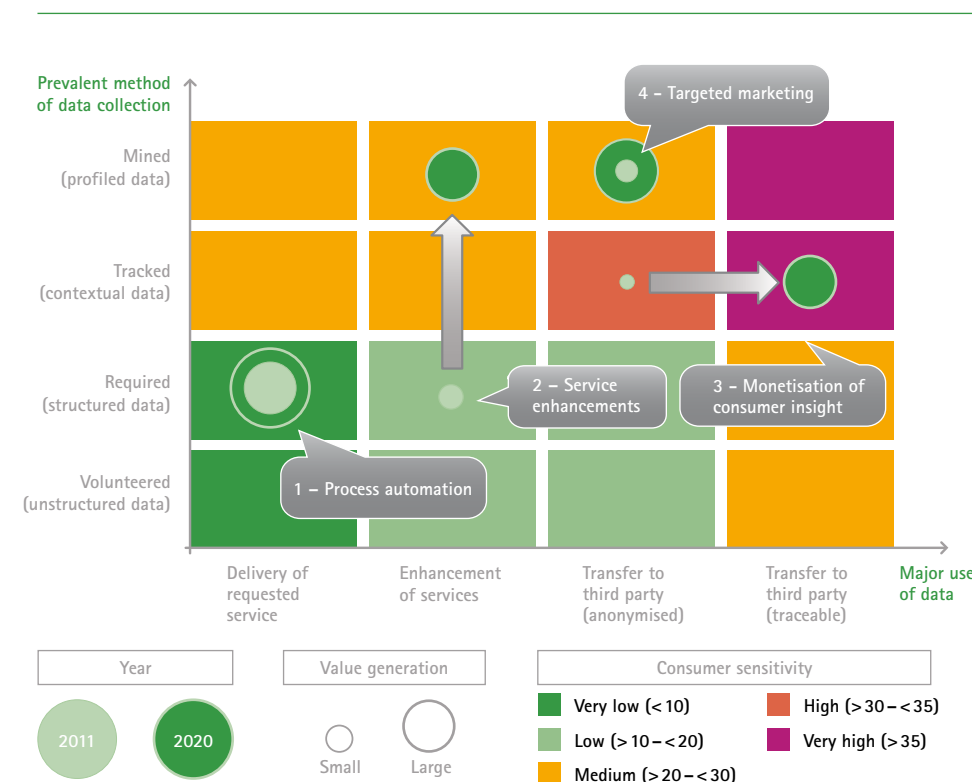 Prevalent method
of data collection
4 – Targeted marketing
Mined
(profiled data)
Tracked
(contextual data)
Required
(structured data)
2 – Service
enhancements
3 – Monetisation of
consumer insight
Volunteered
(unstructured data)
1 – Process automation
Delivery of
requested
service
Enhancement
of services
Transfer to
third party
(anonymised)
Transfer to
third party
(traceable)
Major use
of data
Year
Value generation
Consumer sensitivity
2011
2020
Small
Large
Very low (< 10)
Low (> 10 – < 20)
Medium (> 20 – < 30)
High (> 30 – < 35)
Very high (> 35)